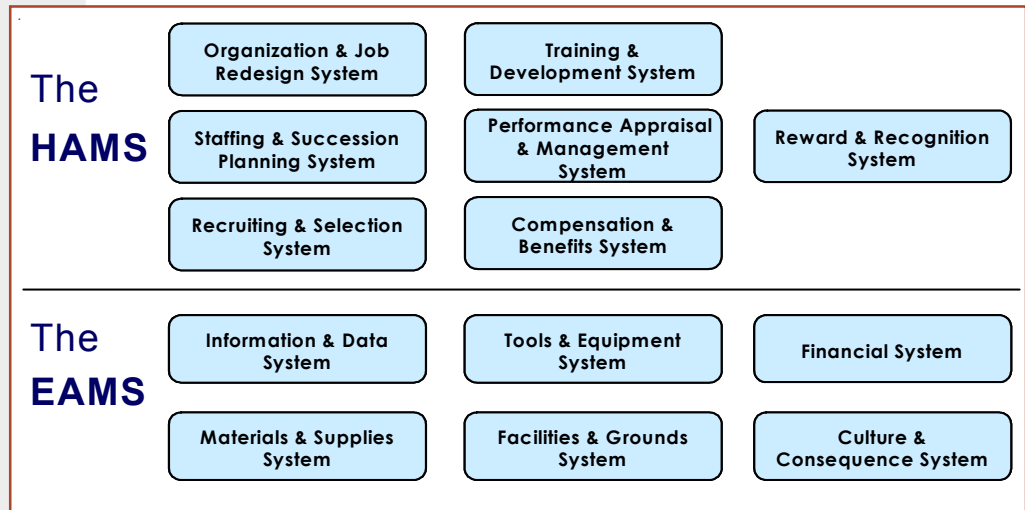 The
HAMS
Organization & Job
Redesign System
Training &
Development System
Staffing & Succession
Planning System
Performance Appraisal
& Management
System
Reward & Recognition
System
Recruiting & Selection
System
Compensation &
Benefits System
The
EAMS
Information & Data
System
Tools & Equipment
System
Financial System
Materials & Supplies
System
Facilities & Grounds
System
Culture &
Consequence System